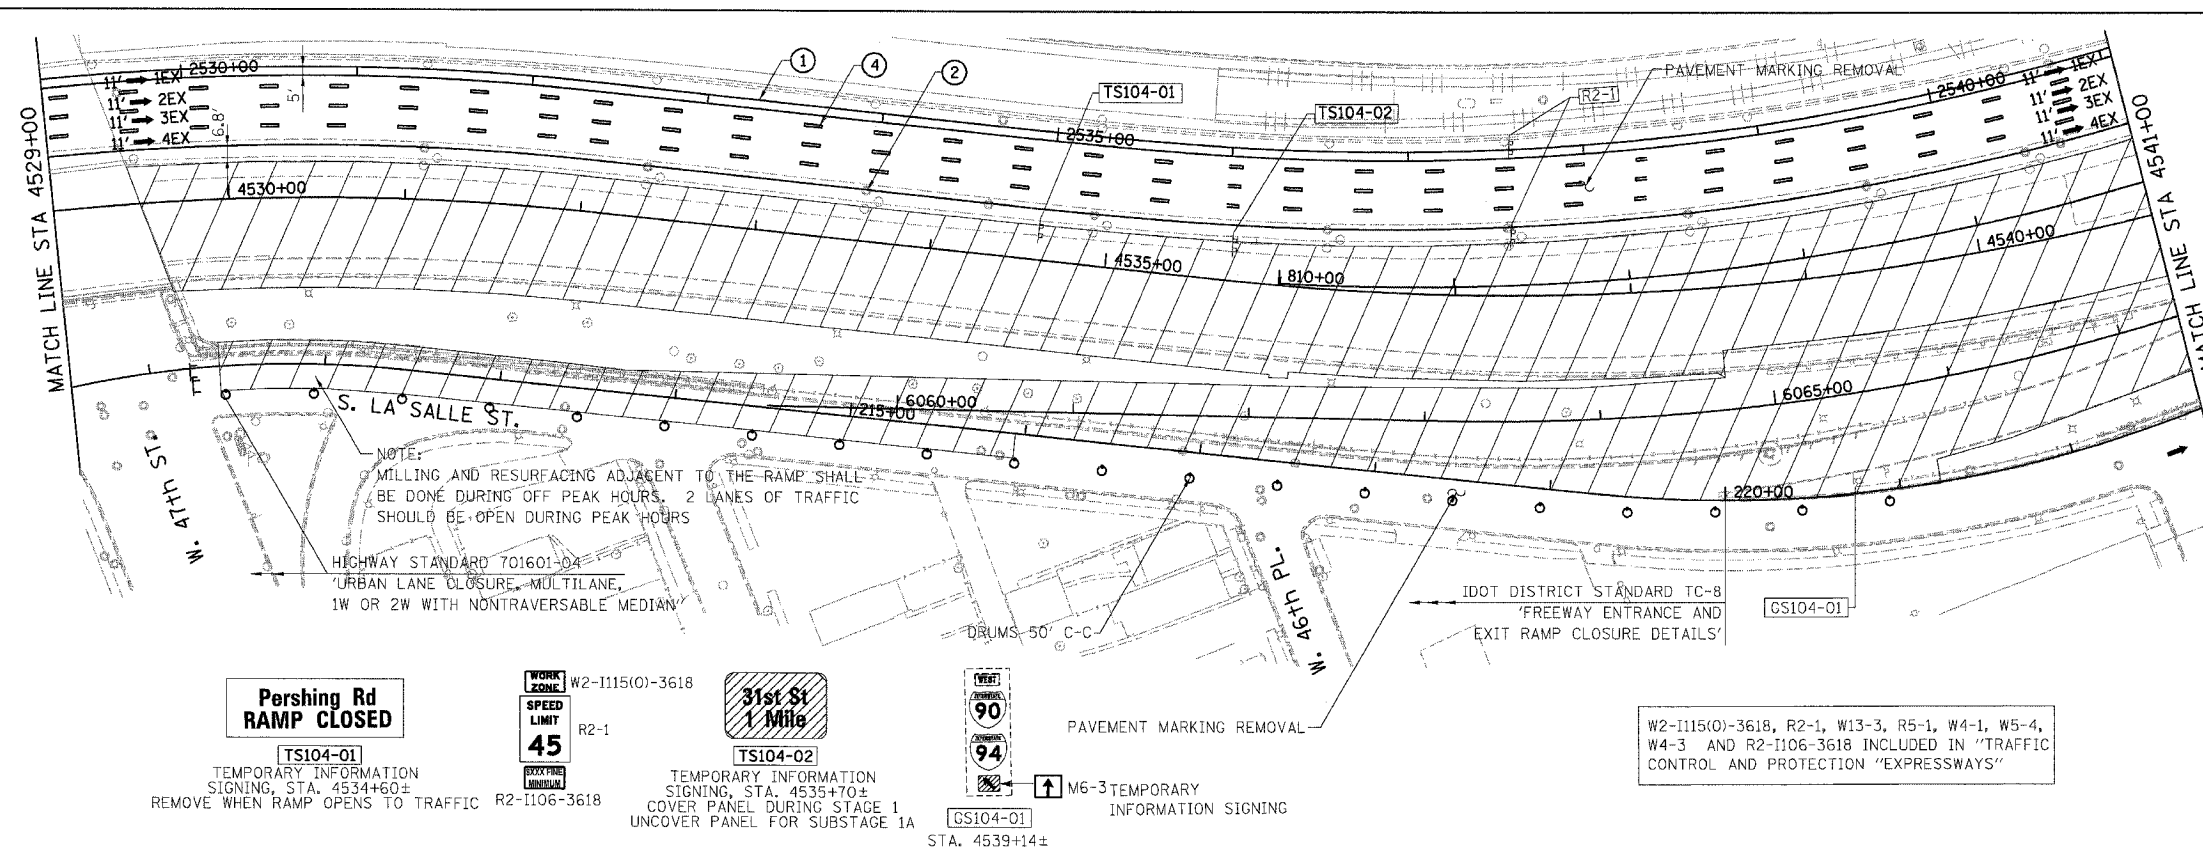 MATCH LINE STA 4529+00
11' 1EX
11' 2EX
11' 3EX
11' 4EX
2530+00
5'
6.8'
1
4
2
TS104-01
TS104-02
R2-1
PAVEMENT MARKING REMOVAL
2535+00
2540+00
11' 1EX
11' 2EX
11' 3EX
11' 4EX
MATCH LINE STA 4541+00
4530+00
4535+00
810+00
4540+00
S. LA SALLE ST.
215+00
6060+00
6065+00
220+00
W. 47th ST.
W. 46th PL.
NOTE:
MILLING AND RESURFACING ADJACENT TO THE RAMP SHALL
BE DONE DURING OFF PEAK HOURS. 2 LANES OF TRAFFIC
SHOULD BE OPEN DURING PEAK HOURS
HIGHWAY STANDARD 701601-04
'URBAN LANE CLOSURE, MULTILANE,
1W OR 2W WITH NONTRAVERSABLE MEDIAN'
DRUMS 50' C-C
IDOT DISTRICT STANDARD TC-8
'FREEWAY ENTRANCE AND
EXIT RAMP CLOSURE DETAILS'
GS104-01
Pershing Rd
RAMP CLOSED
TS104-01
TEMPORARY INFORMATION
SIGNING, STA. 4534+60±
REMOVE WHEN RAMP OPENS TO TRAFFIC
WORK
ZONE
W2-I115(O)-3618
SPEED
LIMIT
45
R2-1
$XXX FINE
MINIMUM
R2-I106-3618
31st St
1 Mile
TS104-02
TEMPORARY INFORMATION
SIGNING, STA. 4535+70±
COVER PANEL DURING STAGE 1
UNCOVER PANEL FOR SUBSTAGE 1A
WEST
INTERSTATE
90
INTERSTATE
94
M6-3 TEMPORARY
INFORMATION SIGNING
GS104-01
STA. 4539+14±
PAVEMENT MARKING REMOVAL
W2-I115(O)-3618, R2-1, W13-3, R5-1, W4-1, W5-4,
W4-3 AND R2-I106-3618 INCLUDED IN "TRAFFIC
CONTROL AND PROTECTION "EXPRESSWAYS"